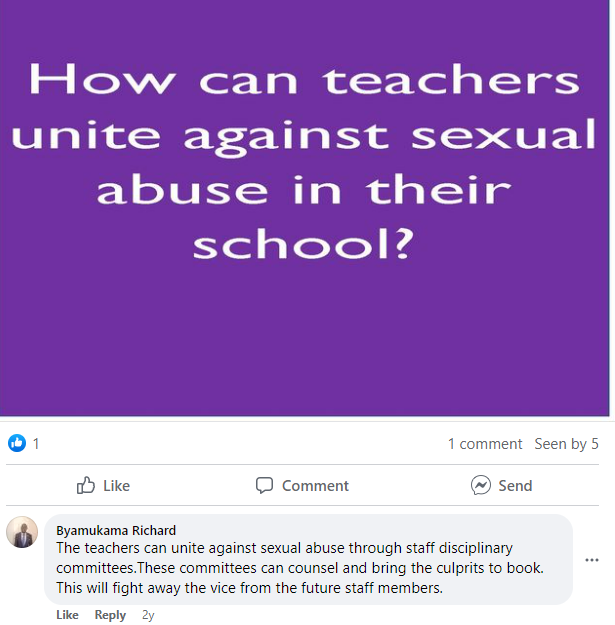 How can teachers
unite against sexual
abuse in their
school?
1
1 comment Seen by 5
Like Comment Send
Byamukama Richard
The teachers can unite against sexual abuse through staff disciplinary
committees.These committees can counsel and bring the culprits to book.
This will fight away the vice from the future staff members.
Like Reply 2y